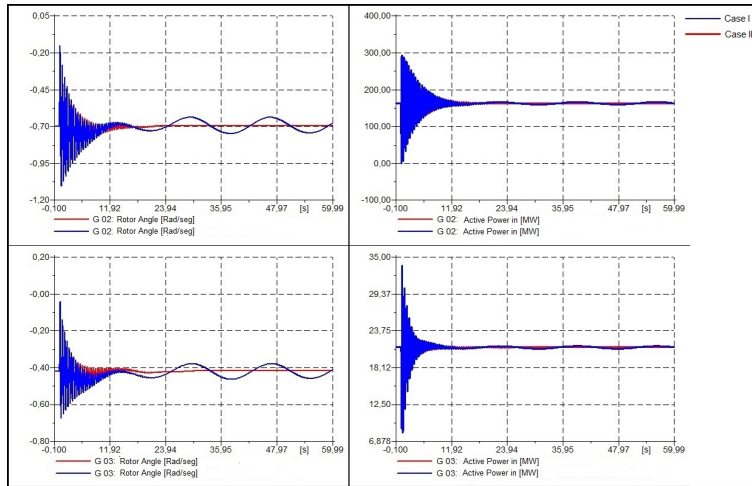 0,05
-0,20
-0,45
-0,70
-0,95
-1,20
-0,100 11,92 23,94 35,95 47,97 [s] 59,99
G 02: Rotor Angle [Rad/seg]
G 02: Rotor Angle [Rad/seg]
400,00
300,00
200,00
100,00
0,00
-100,00
-0,100 11,92 23,94 35,95 47,97 [s] 59,99
G 02: Active Power in [MW]
G 02: Active Power in [MW]
Case I
Case II
0,20
-0,00
-0,20
-0,40
-0,60
-0,80
-0,100 11,92 23,94 35,95 47,97 [s] 59,99
G 03: Rotor Angle [Rad/seg]
G 03: Rotor Angle [Rad/seg]
35,00
29,37
23,75
18,12
12,50
6,878
-0,100 11,92 23,94 35,95 47,97 [s] 59,99
G 03: Active Power in [MW]
G 03: Active Power in [MW]